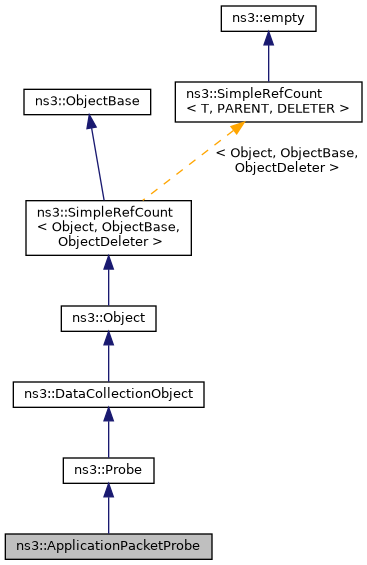 ns3::empty
ns3::ObjectBase
ns3::SimpleRefCount
< T, PARENT, DELETER >
< Object, ObjectBase,
ObjectDeleter >
ns3::SimpleRefCount
< Object, ObjectBase,
ObjectDeleter >
ns3::Object
ns3::DataCollectionObject
ns3::Probe
ns3::ApplicationPacketProbe